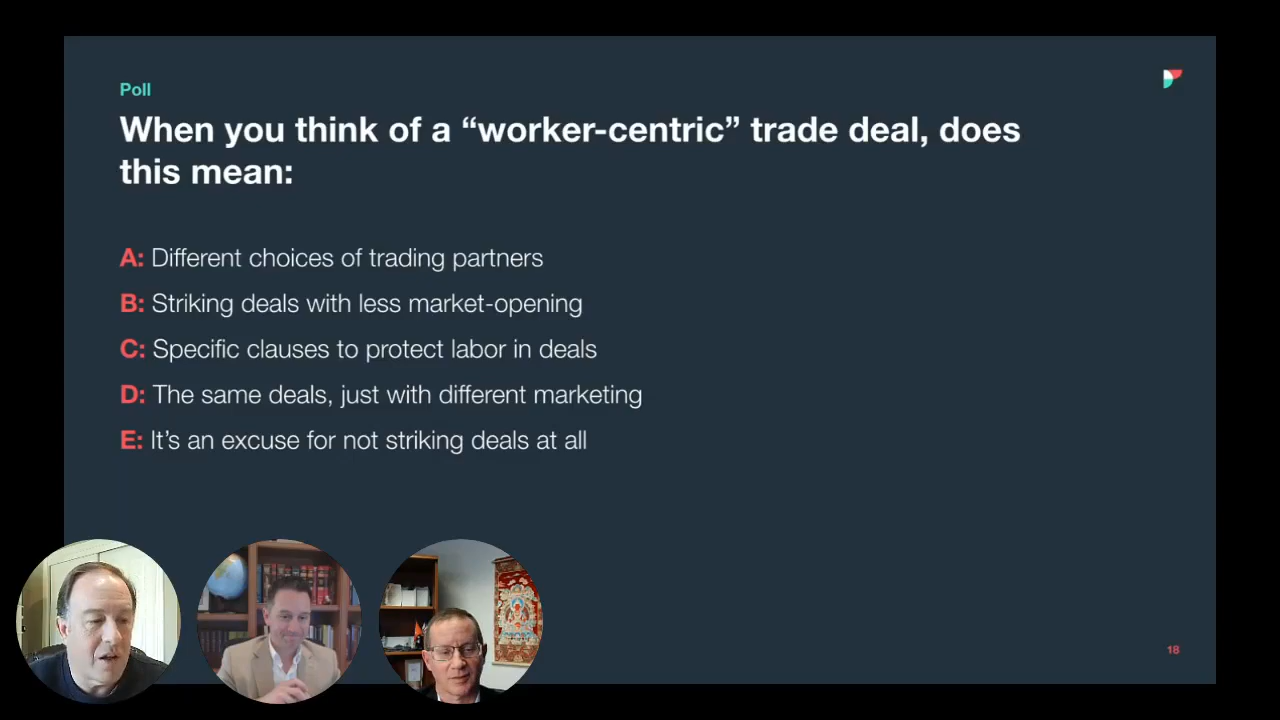 Poll
When you think of a “worker-centric” trade deal, does
this mean:
A: Different choices of trading partners
B: Striking deals with less market-opening
C: Specific clauses to protect labor in deals
D: The same deals, just with different marketing
E: It’s an excuse for not striking deals at all
18